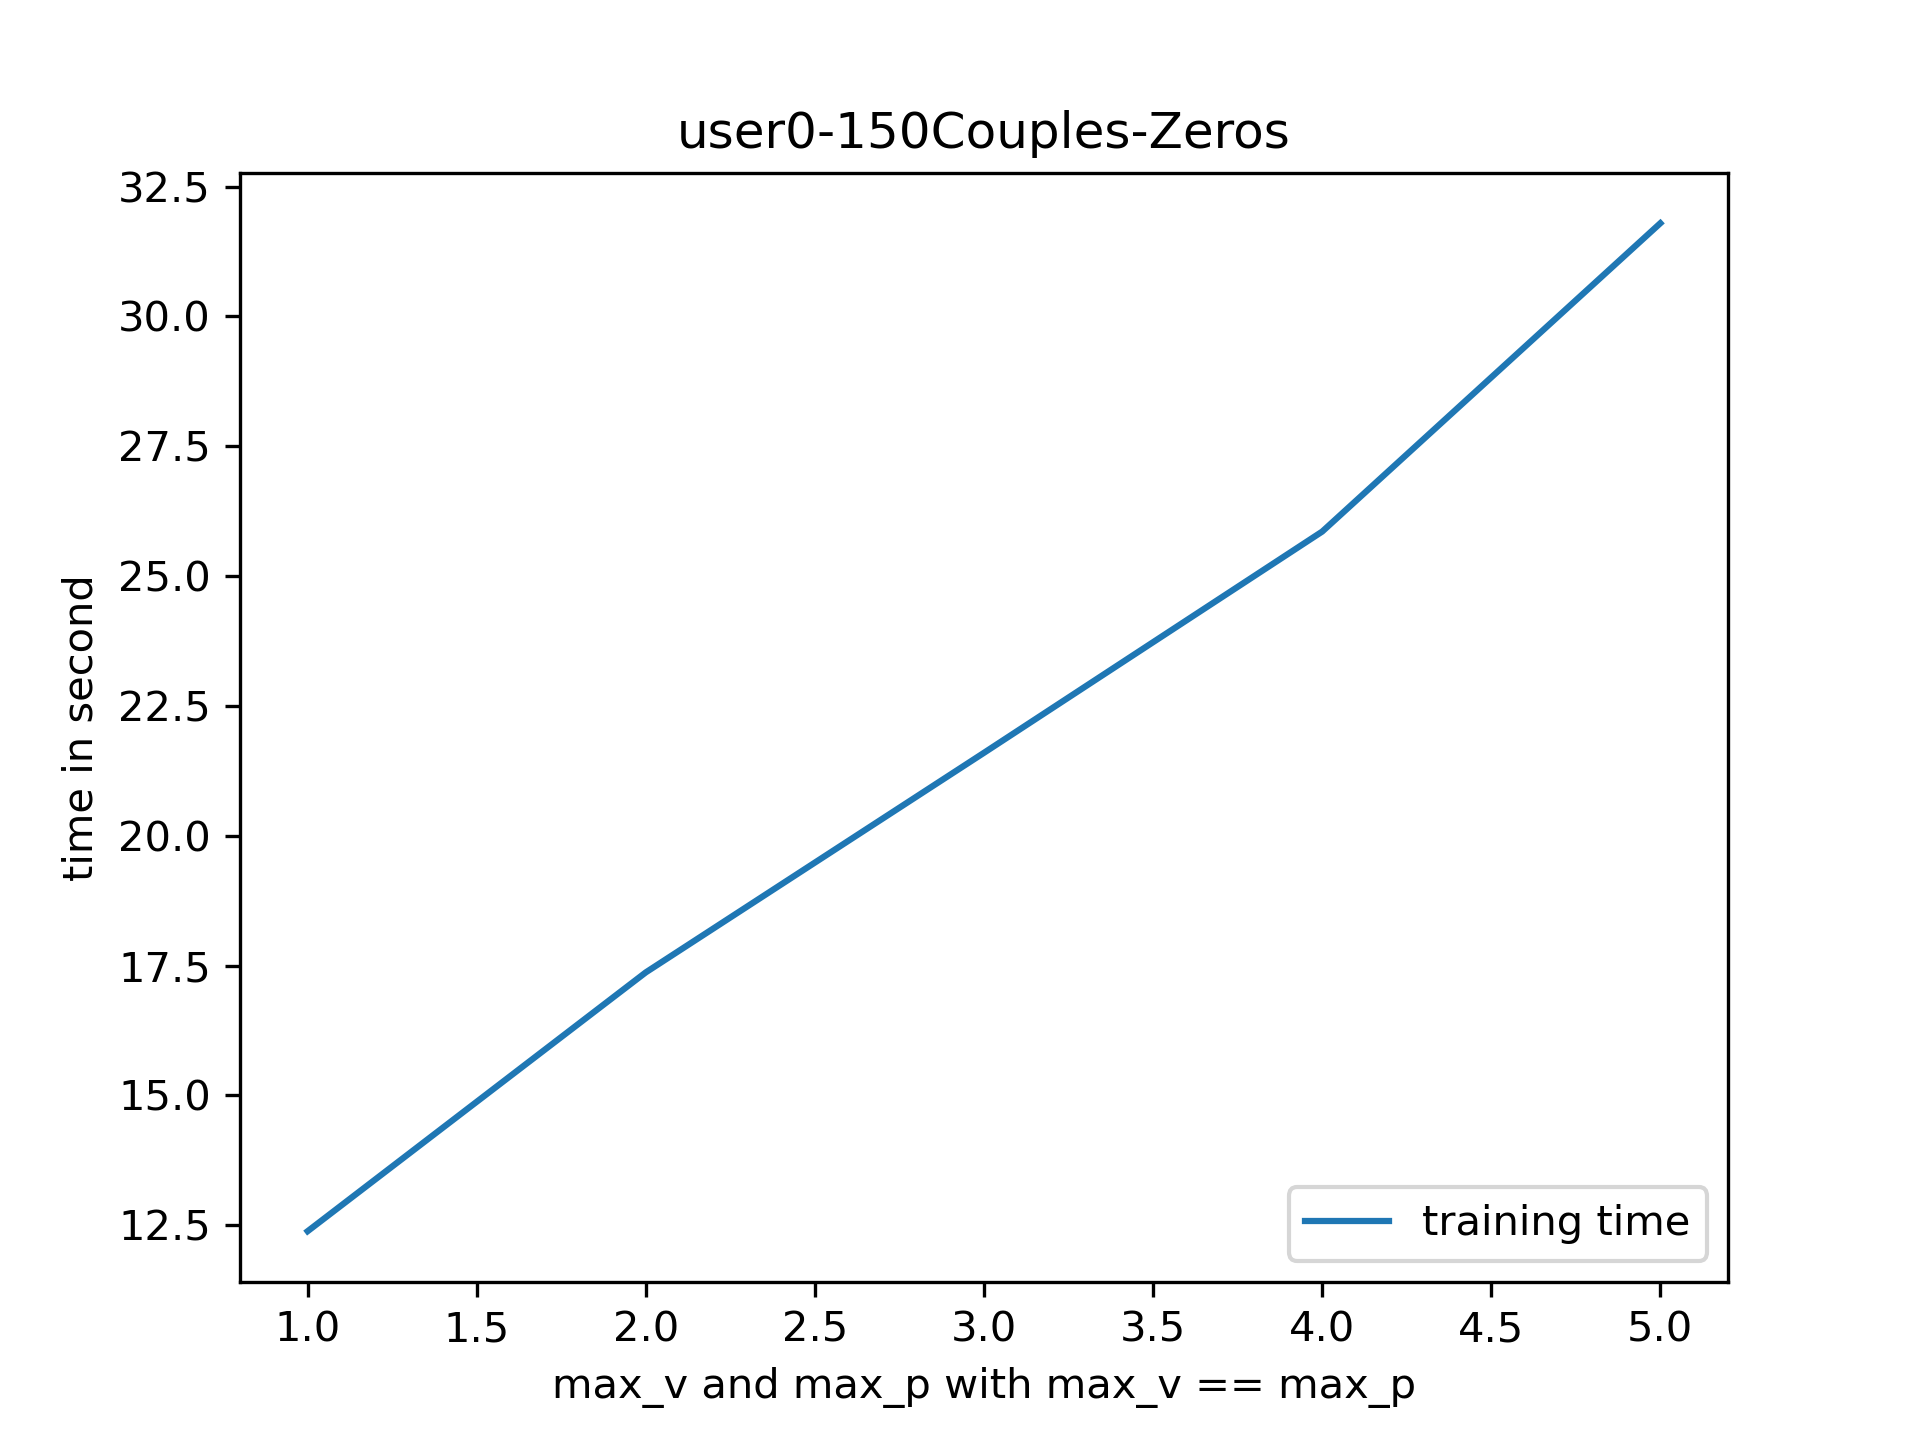 user0-150Couples-Zeros
32.5
30.0
27.5
25.0
22.5
20.0
17.5
15.0
12.5
time in second
training time
1.0 1.5 2.0 2.5 3.0 3.5 4.0 4.5 5.0
max_v and max_p with max_v == max_p